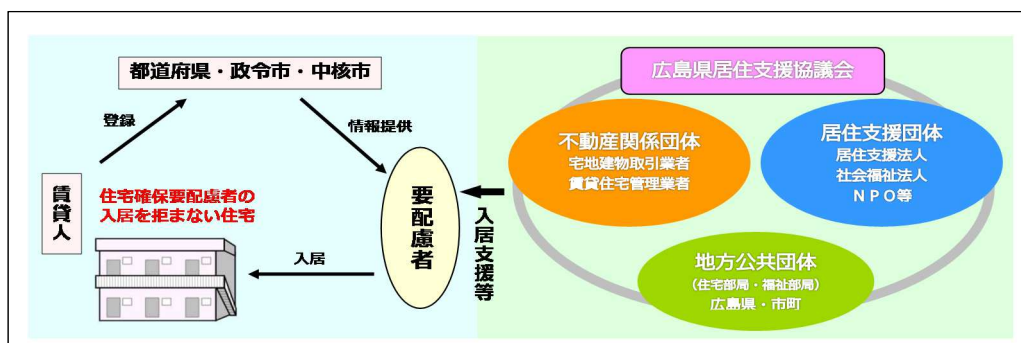 都道府県・政令市・中核市
登録
情報提供
賃貸人
住宅確保要配慮者の
入居を拒まない住宅
入居
要配慮者
入居支援等
広島県居住支援協議会
不動産関係団体
宅地建物取引業者
賃貸住宅管理業者
居住支援団体
居住支援法人
社会福祉法人
NPO等
地方公共団体
(住宅部局・福祉部局)
広島県・市町